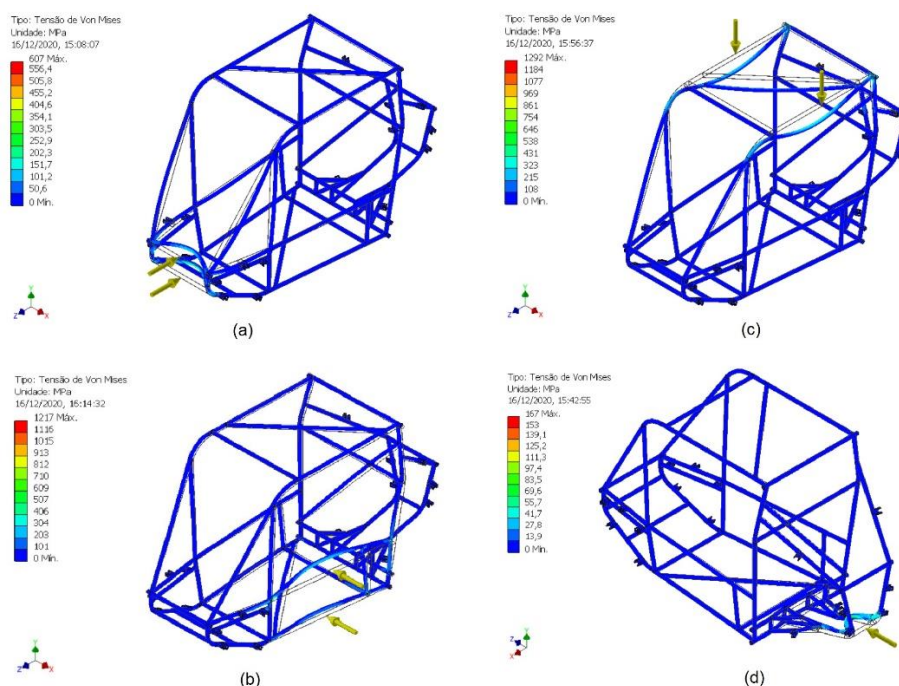 Tipo: Tensão de Von Mises
Unidade: MPa
16/12/2020, 15:08:07
607 Máx.
556,4
505,8
455,2
404,6
354,1
303,5
252,9
202,3
151,7
101,2
50,6
0 Mín.
Y
Z
X
(a)
Tipo: Tensão de Von Mises
Unidade: MPa
16/12/2020, 15:56:37
1292 Máx.
1184
1077
969
861
754
646
538
431
323
215
108
0 Mín.
Y
Z
X
(c)
Tipo: Tensão de Von Mises
Unidade: MPa
16/12/2020, 16:14:32
1217 Máx.
1116
1015
913
812
710
609
507
406
304
203
101
0 Mín.
Y
Z
X
(b)
Tipo: Tensão de Von Mises
Unidade: MPa
16/12/2020, 15:42:55
167 Máx.
153
139,1
125,2
111,3
97,4
83,5
69,6
55,7
41,7
27,8
13,9
0 Mín.
Y
Z
X
(d)